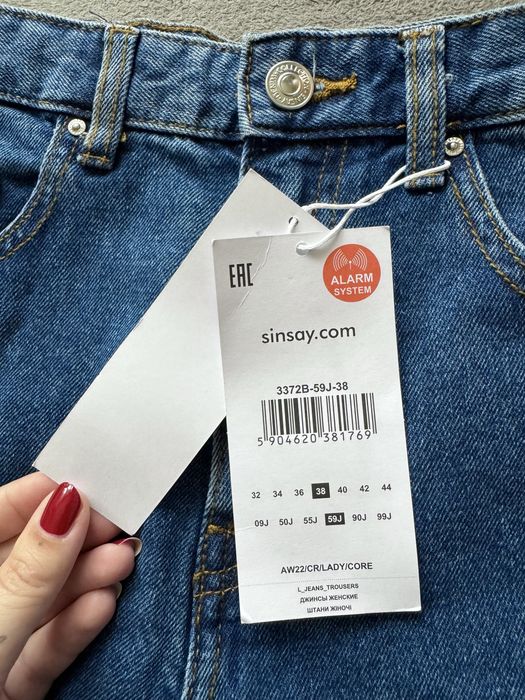 EAC
ALARM
SYSTEM
sinsay.com
3372B-59J-38
5 904620 381769
32 34 36 38 40 42 44
09J 50J 55J 59J 90J 99J
AW22/CR/LADY/CORE
L_JEANS_TROUSERS
ДЖИНСЫ ЖЕНСКИЕ
ШТАНИ ЖІНОЧІ